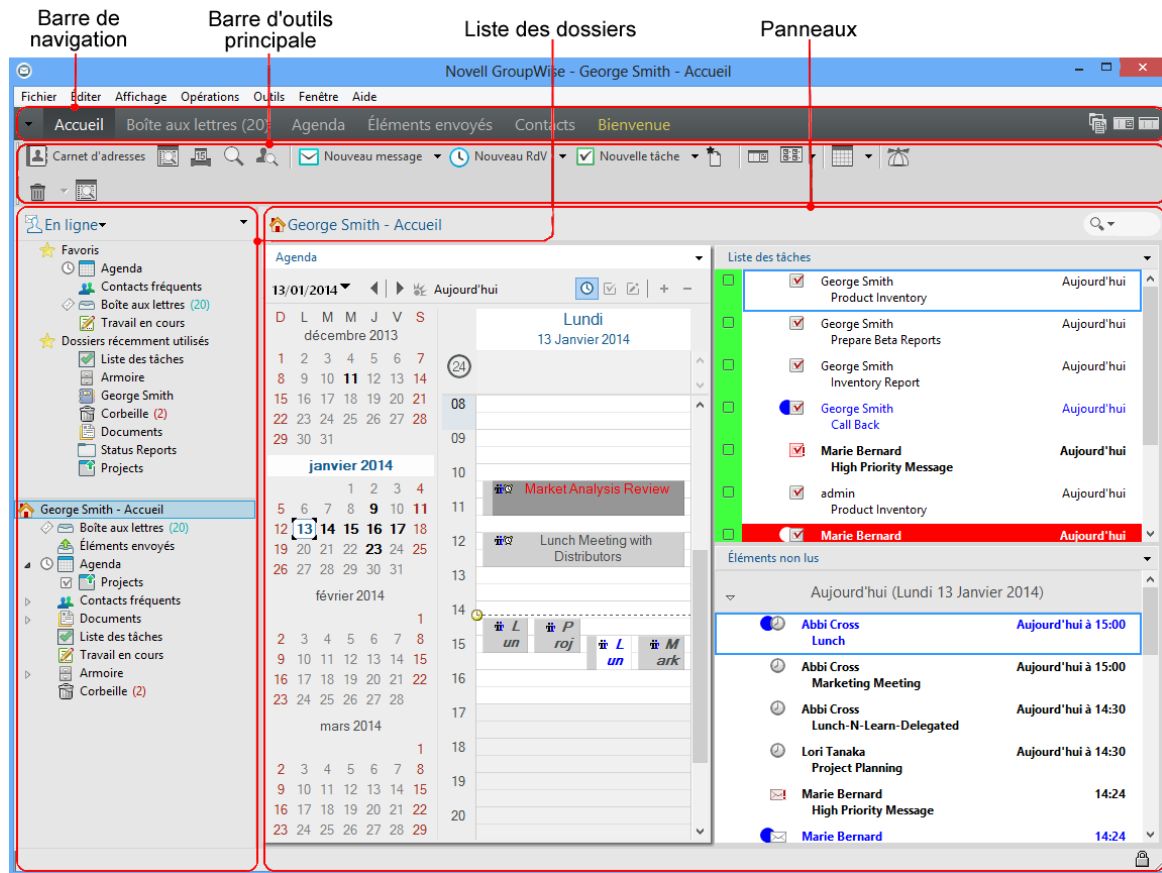 Barre de navigation
Barre d'outils principale
Liste des dossiers
Panneaux
Novell GroupWise - George Smith - Accueil
Fichier Editer Affichage Opérations Outils Fenêtre Aide
Accueil Boîte aux lettres (20) Agenda Éléments envoyés Contacts Bienvenue
Carnet d'adresses 15 Nouveau message Nouveau RdV Nouvelle tâche
En ligne
Favoris
Agenda
Contacts fréquents
Boîte aux lettres (20)
Travail en cours
Dossiers récemment utilisés
Liste des tâches
Armoire
George Smith
Corbeille (2)
Documents
Status Reports
Projects
George Smith - Accueil
Boîte aux lettres (20)
Éléments envoyés
Agenda
Projects
Contacts fréquents
Documents
Liste des tâches
Travail en cours
Armoire
Corbeille (2)
George Smith - Accueil
Agenda
13/01/2014 Aujourd'hui
D L M M J V S
décembre 2013
1 2 3 4 5 6 7
8 9 10 11 12 13 14
15 16 17 18 19 20 21
22 23 24 25 26 27 28
29 30 31
janvier 2014
1 2 3 4
5 6 7 8 9 10 11
12 13 14 15 16 17 18
19 20 21 22 23 24 25
26 27 28 29 30 31
février 2014
1
2 3 4 5 6 7 8
9 10 11 12 13 14 15
16 17 18 19 20 21 22
23 24 25 26 27 28
mars 2014
1
2 3 4 5 6 7 8
9 10 11 12 13 14 15
16 17 18 19 20 21 22
23 24 25 26 27 28 29
Lundi
13 Janvier 2014
24
08
09
10
Market Analysis Review
11
12
Lunch Meeting with
Distributors
13
14
L P
un roj
L M
un ark
15
16
17
18
19
20
Liste des tâches
George Smith Aujourd'hui
Product Inventory
George Smith Aujourd'hui
Prepare Beta Reports
George Smith Aujourd'hui
Inventory Report
George Smith Aujourd'hui
Call Back
Marie Bernard Aujourd'hui
High Priority Message
admin Aujourd'hui
Product Inventory
Marie Bernard Aujourd'hui
Éléments non lus
Aujourd'hui (Lundi 13 Janvier 2014)
Abbi Cross Aujourd'hui à 15:00
Lunch
Abbi Cross Aujourd'hui à 15:00
Marketing Meeting
Abbi Cross Aujourd'hui à 14:30
Lunch-N-Learn-Delegated
Lori Tanaka Aujourd'hui à 14:30
Project Planning
Marie Bernard 14:24
High Priority Message
Marie Bernard 14:24